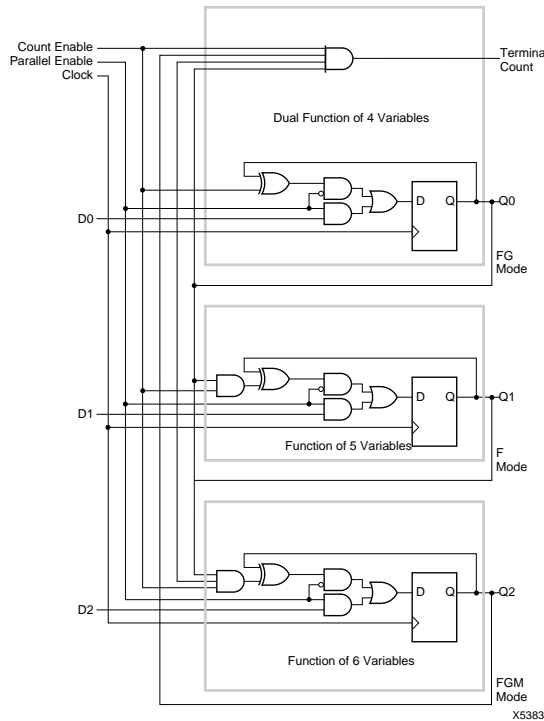 Count Enable
Parallel Enable
Clock
Termina
Count
Dual Function of 4 Variables
D Q
Q0
D0
FG
Mode
D Q
Q1
D1
Function of 5 Variables
F
Mode
D Q
Q2
D2
Function of 6 Variables
FGM
Mode
X5383